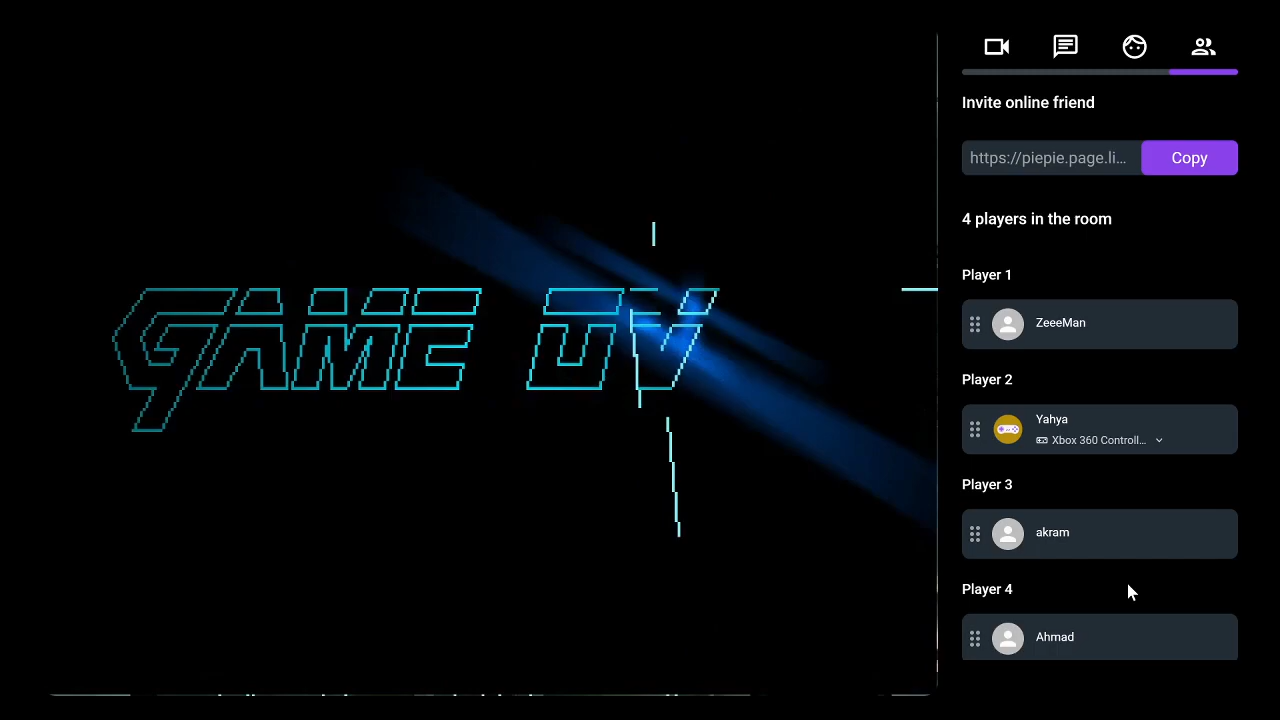 GAME OV
Invite online friend
https://piepie.page.li...
Copy
4 players in the room
Player 1
ZeeeMan
Player 2
Yahya
Xbox 360 Controll...
Player 3
akram
Player 4
Ahmad